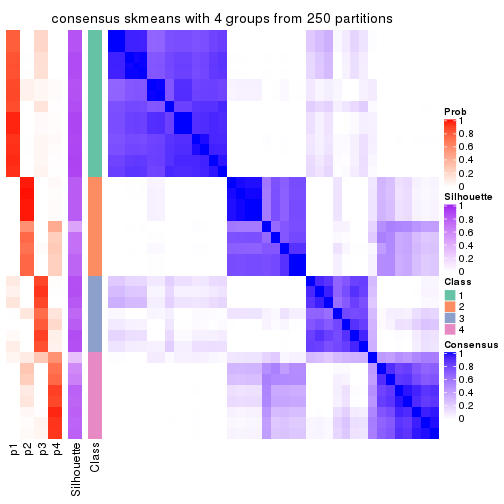 consensus skmeans with 4 groups from 250 partitions
Prob
1
0.8
0.6
0.4
0.2
0
Silhouette
1
0.8
0.6
0.4
0.2
0
Class
1
2
3
4
Consensus
1
0.8
0.6
0.4
0.2
0
p1
p2
p3
p4
Silhouette
Class